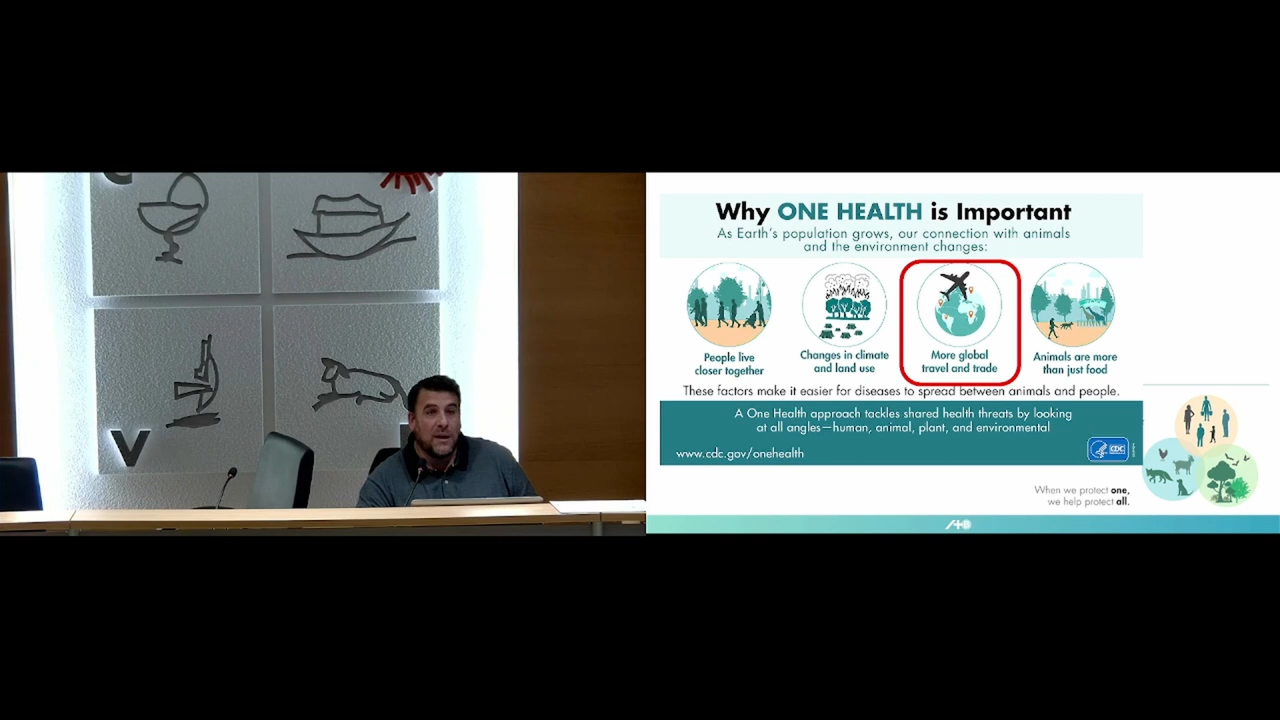 V
Why ONE HEALTH is Important
As Earth's population grows, our connection with animals
and the environment changes:
People live
closer together
Changes in climate
and land use
More global
travel and trade
Animals are more
than just food
These factors make it easier for diseases to spread between animals and people.
A One Health approach tackles shared health threats by looking
at all angles—human, animal, plant, and environmental
www.cdc.gov/onehealth
CDC
When we protect one,
we help protect all.